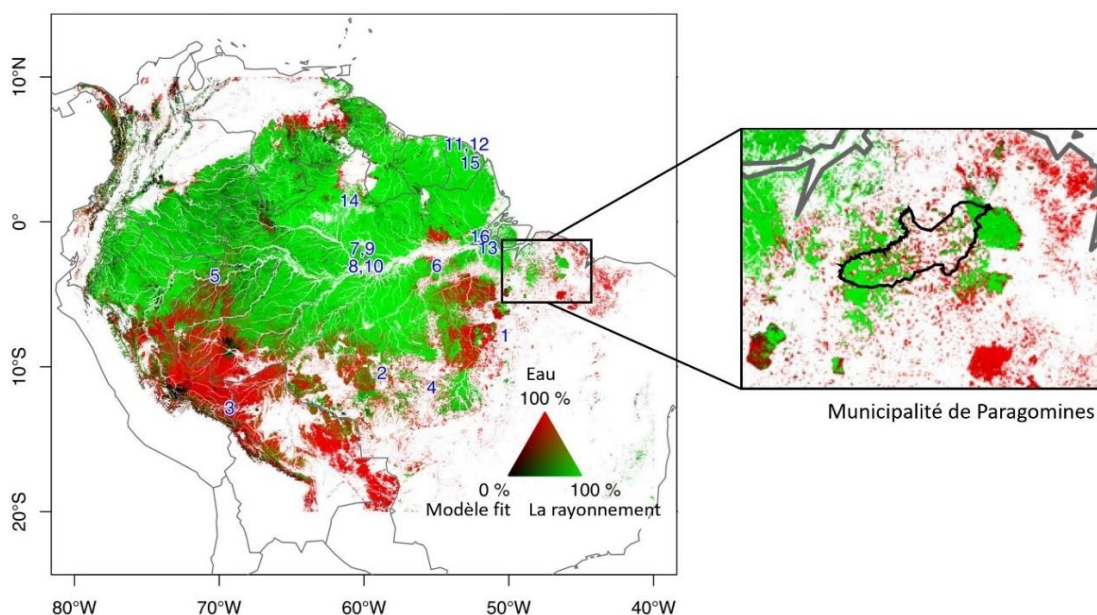 10°N
0°
10°S
20°S
80°W
70°W
60°W
50°W
40°W
11,12
15
14
16
7,9
13
8,10
6
5
1
2
4
3
Eau
100 %
0 %
100 %
Modèle fit
La rayonnement
Municipalité de Paragomines